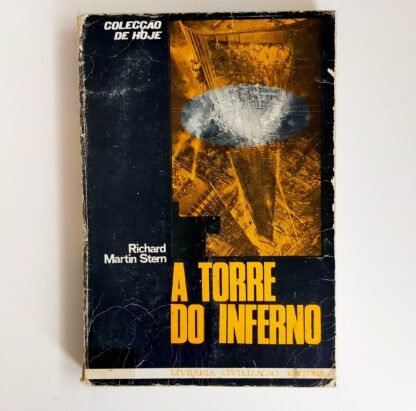 COLECÇÃO
DE HOJE
Richard
Martin Stern
A TORRE
DO INFERNO
LIVRARIA CIVILIZAÇÃO EDITORA